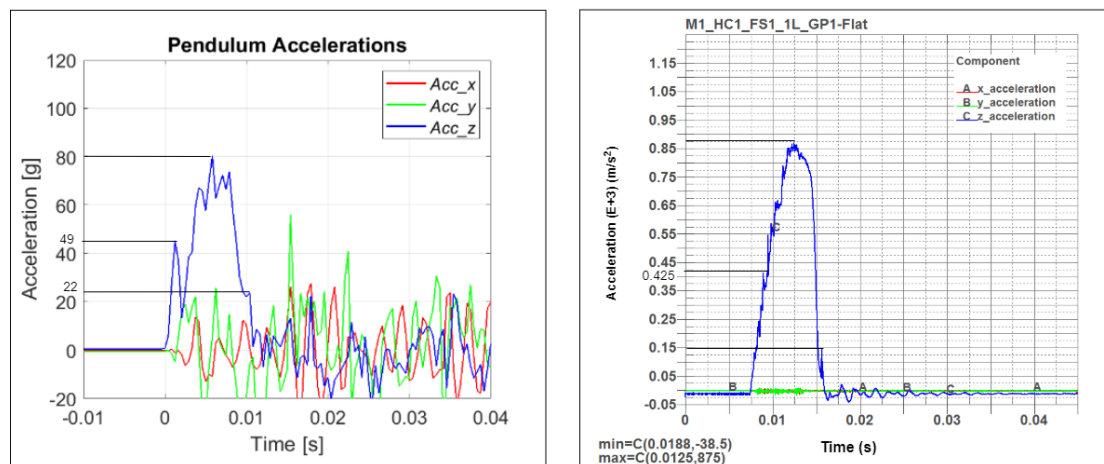 Pendulum Accelerations
120
100
80
60
49
40
22
20
0
-20
Acceleration [g]
Acc_x
Acc_y
Acc_z
-0.01
0
0.01
0.02
0.03
0.04
Time [s]
M1_HC1_FS1_1L_GP1-Flat
1.15
1.05
0.95
0.85
0.75
0.65
0.55
0.45
0.425
0.35
0.25
0.15
0.05
-0.05
Acceleration (E+3) (m/s²)
Component
A x_acceleration
B y_acceleration
C z_acceleration
C
B
A
B
C
A
0
0.01
0.02
0.03
0.04
Time (s)
min=C(0.0188,-38.5)
max=C(0.0125,875)